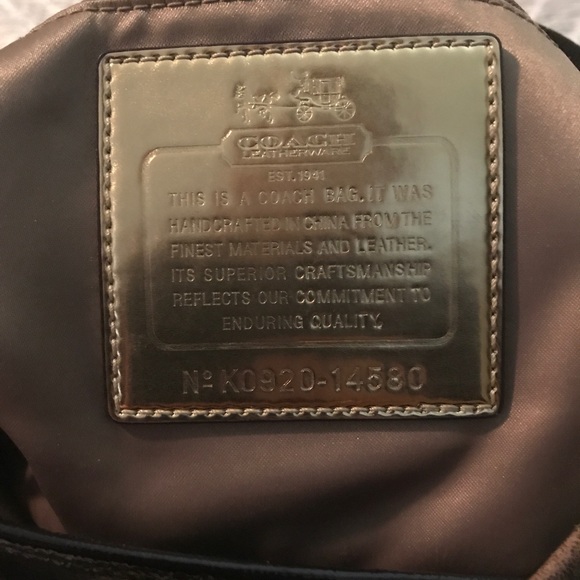 COACH
LEATHERWARE
EST. 1941
THIS IS A COACH BAG. IT WAS
HANDCRAFTED IN CHINA FROM THE
FINEST MATERIALS AND LEATHER.
ITS SUPERIOR CRAFTSMANSHIP
REFLECTS OUR COMMITMENT TO
ENDURING QUALITY.
Nº K0920-14580